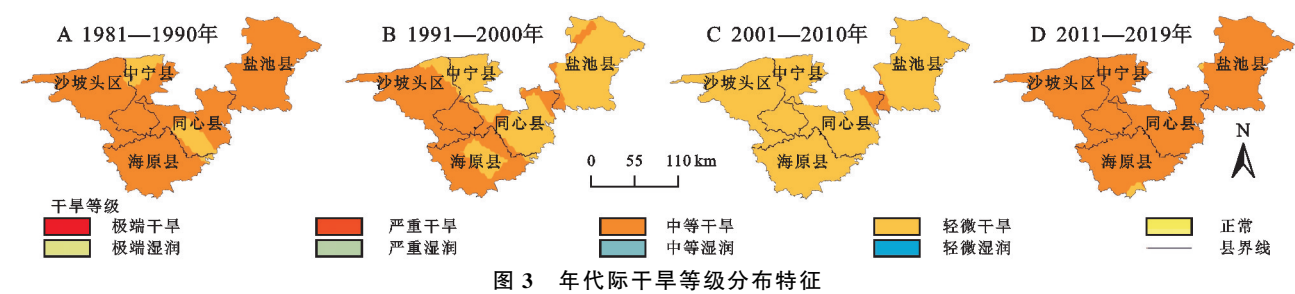 A 1981—1990年 B 1991—2000年 C 2001—2010年 D 2011—2019年
盐池县 盐池县 盐池县 盐池县
沙坡头区 中宁县 沙坡头区 中宁县 沙坡头区 中宁县 沙坡头区 中宁县
同心县 同心县 同心县 同心县
N
海原县 海原县 海原县 海原县
0 55 110 km
干旱等级
极端干旱 严重干旱 中等干旱 轻微干旱 正常
极端湿润 严重湿润 中等湿润 轻微湿润 县界线
图 3 年代际干旱等级分布特征